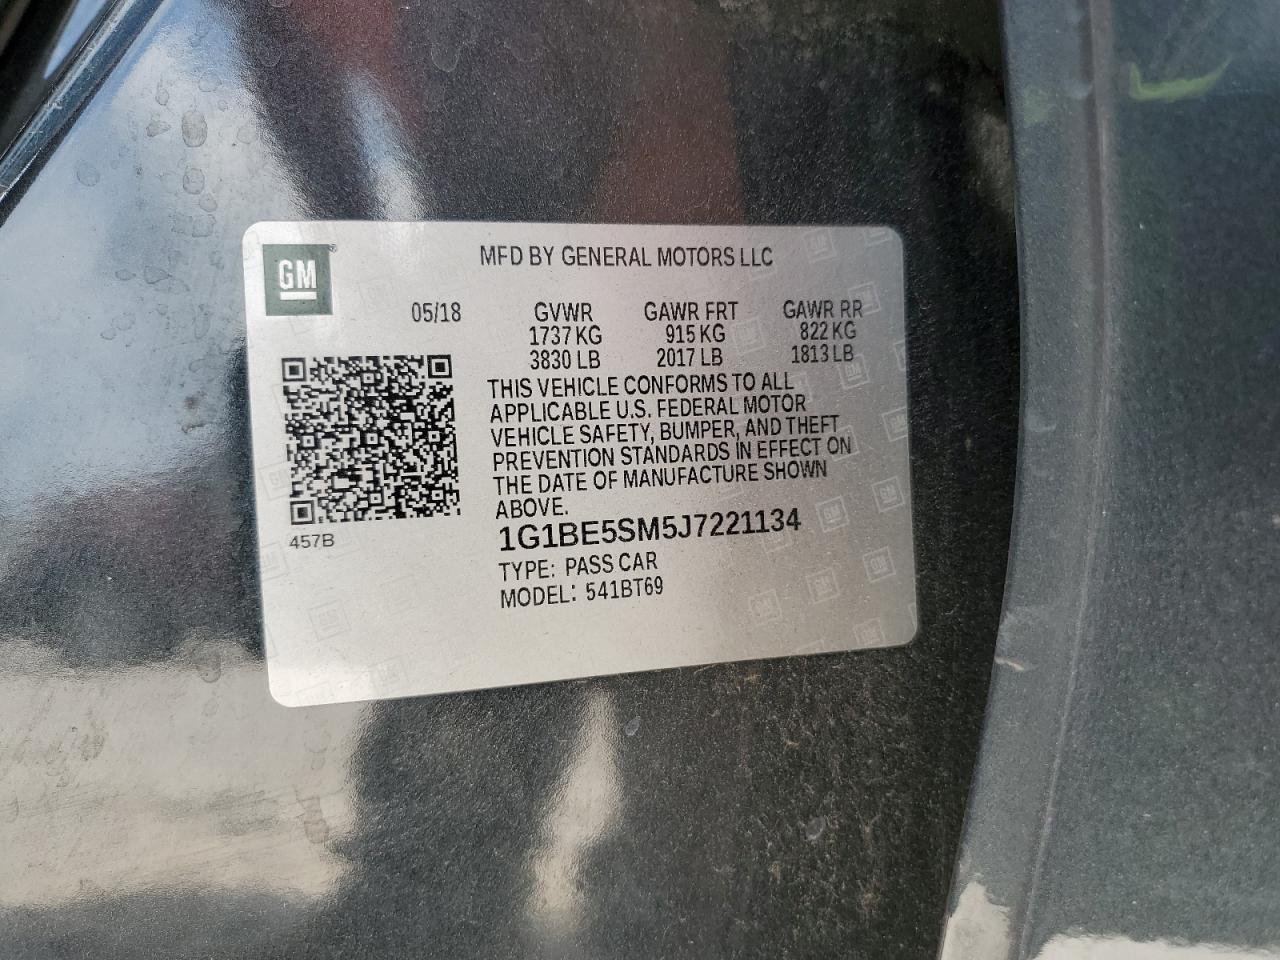 GM®
MFD BY GENERAL MOTORS LLC
05/18 GVWR GAWR FRT GAWR RR
1737 KG 915 KG 822 KG
3830 LB 2017 LB 1813 LB
THIS VEHICLE CONFORMS TO ALL
APPLICABLE U.S. FEDERAL MOTOR
VEHICLE SAFETY, BUMPER, AND THEFT
PREVENTION STANDARDS IN EFFECT ON
THE DATE OF MANUFACTURE SHOWN
ABOVE.
457B
1G1BE5SM5J7221134
TYPE: PASS CAR
MODEL: 541BT69